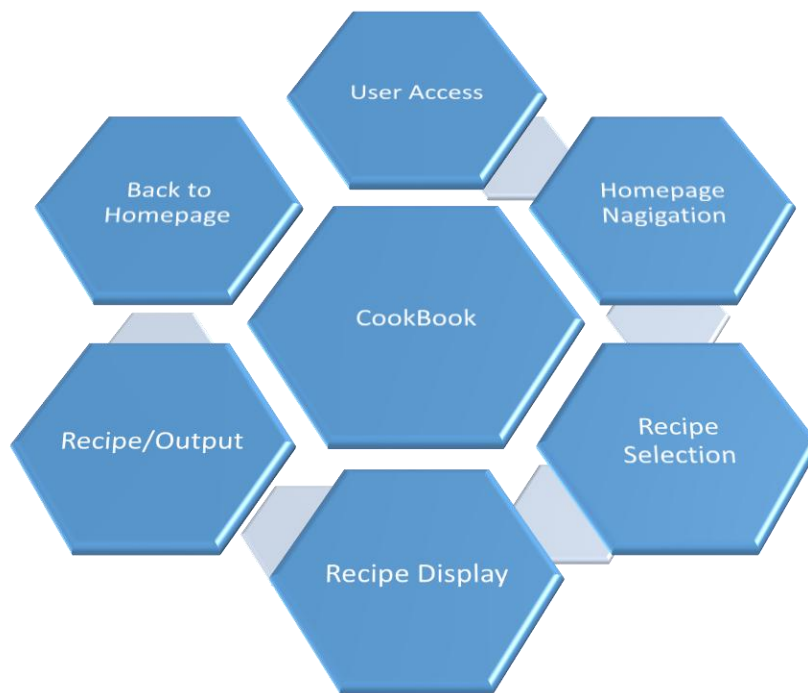 User Access
Homepage
Nagigation
Recipe
Selection
Recipe Display
Recipe/Output
Back to
Homepage
CookBook